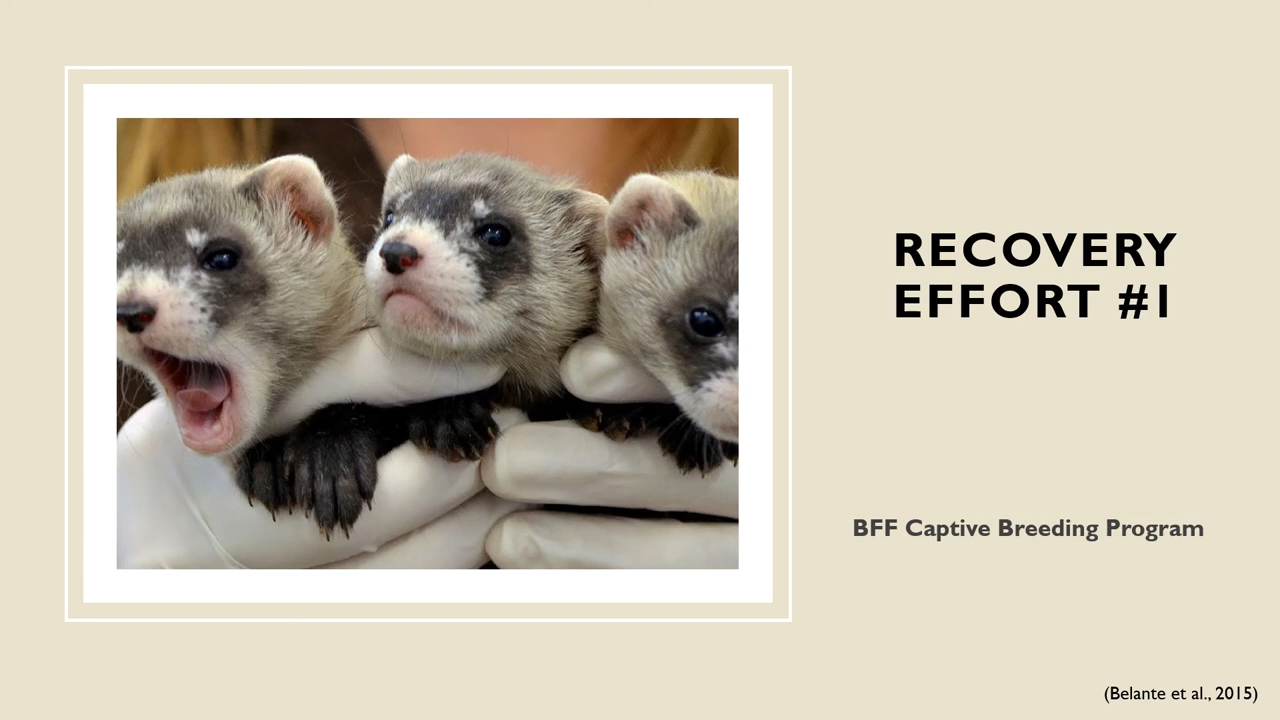 RECOVERY
EFFORT #1
BFF Captive Breeding Program
(Belante et al., 2015)